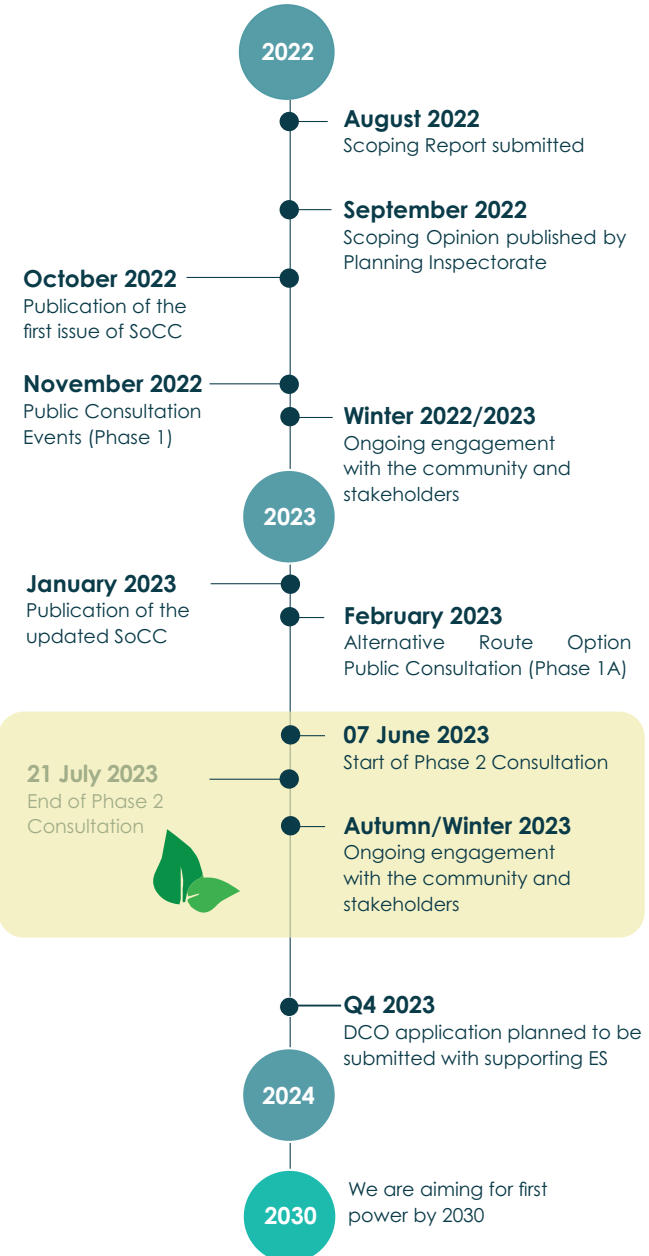 2022
August 2022
Scoping Report submitted
September 2022
Scoping Opinion published by
Planning Inspectorate
October 2022
Publication of the
first issue of SoCC
November 2022
Public Consultation
Events (Phase 1)
Winter 2022/2023
Ongoing engagement
with the community and
stakeholders
2023
January 2023
Publication of the
updated SoCC
February 2023
Alternative Route Option
Public Consultation (Phase 1A)
07 June 2023
Start of Phase 2 Consultation
21 July 2023
End of Phase 2
Consultation
Autumn/Winter 2023
Ongoing engagement
with the community and
stakeholders
Q4 2023
DCO application planned to be
submitted with supporting ES
2024
2030
We are aiming for first
power by 2030